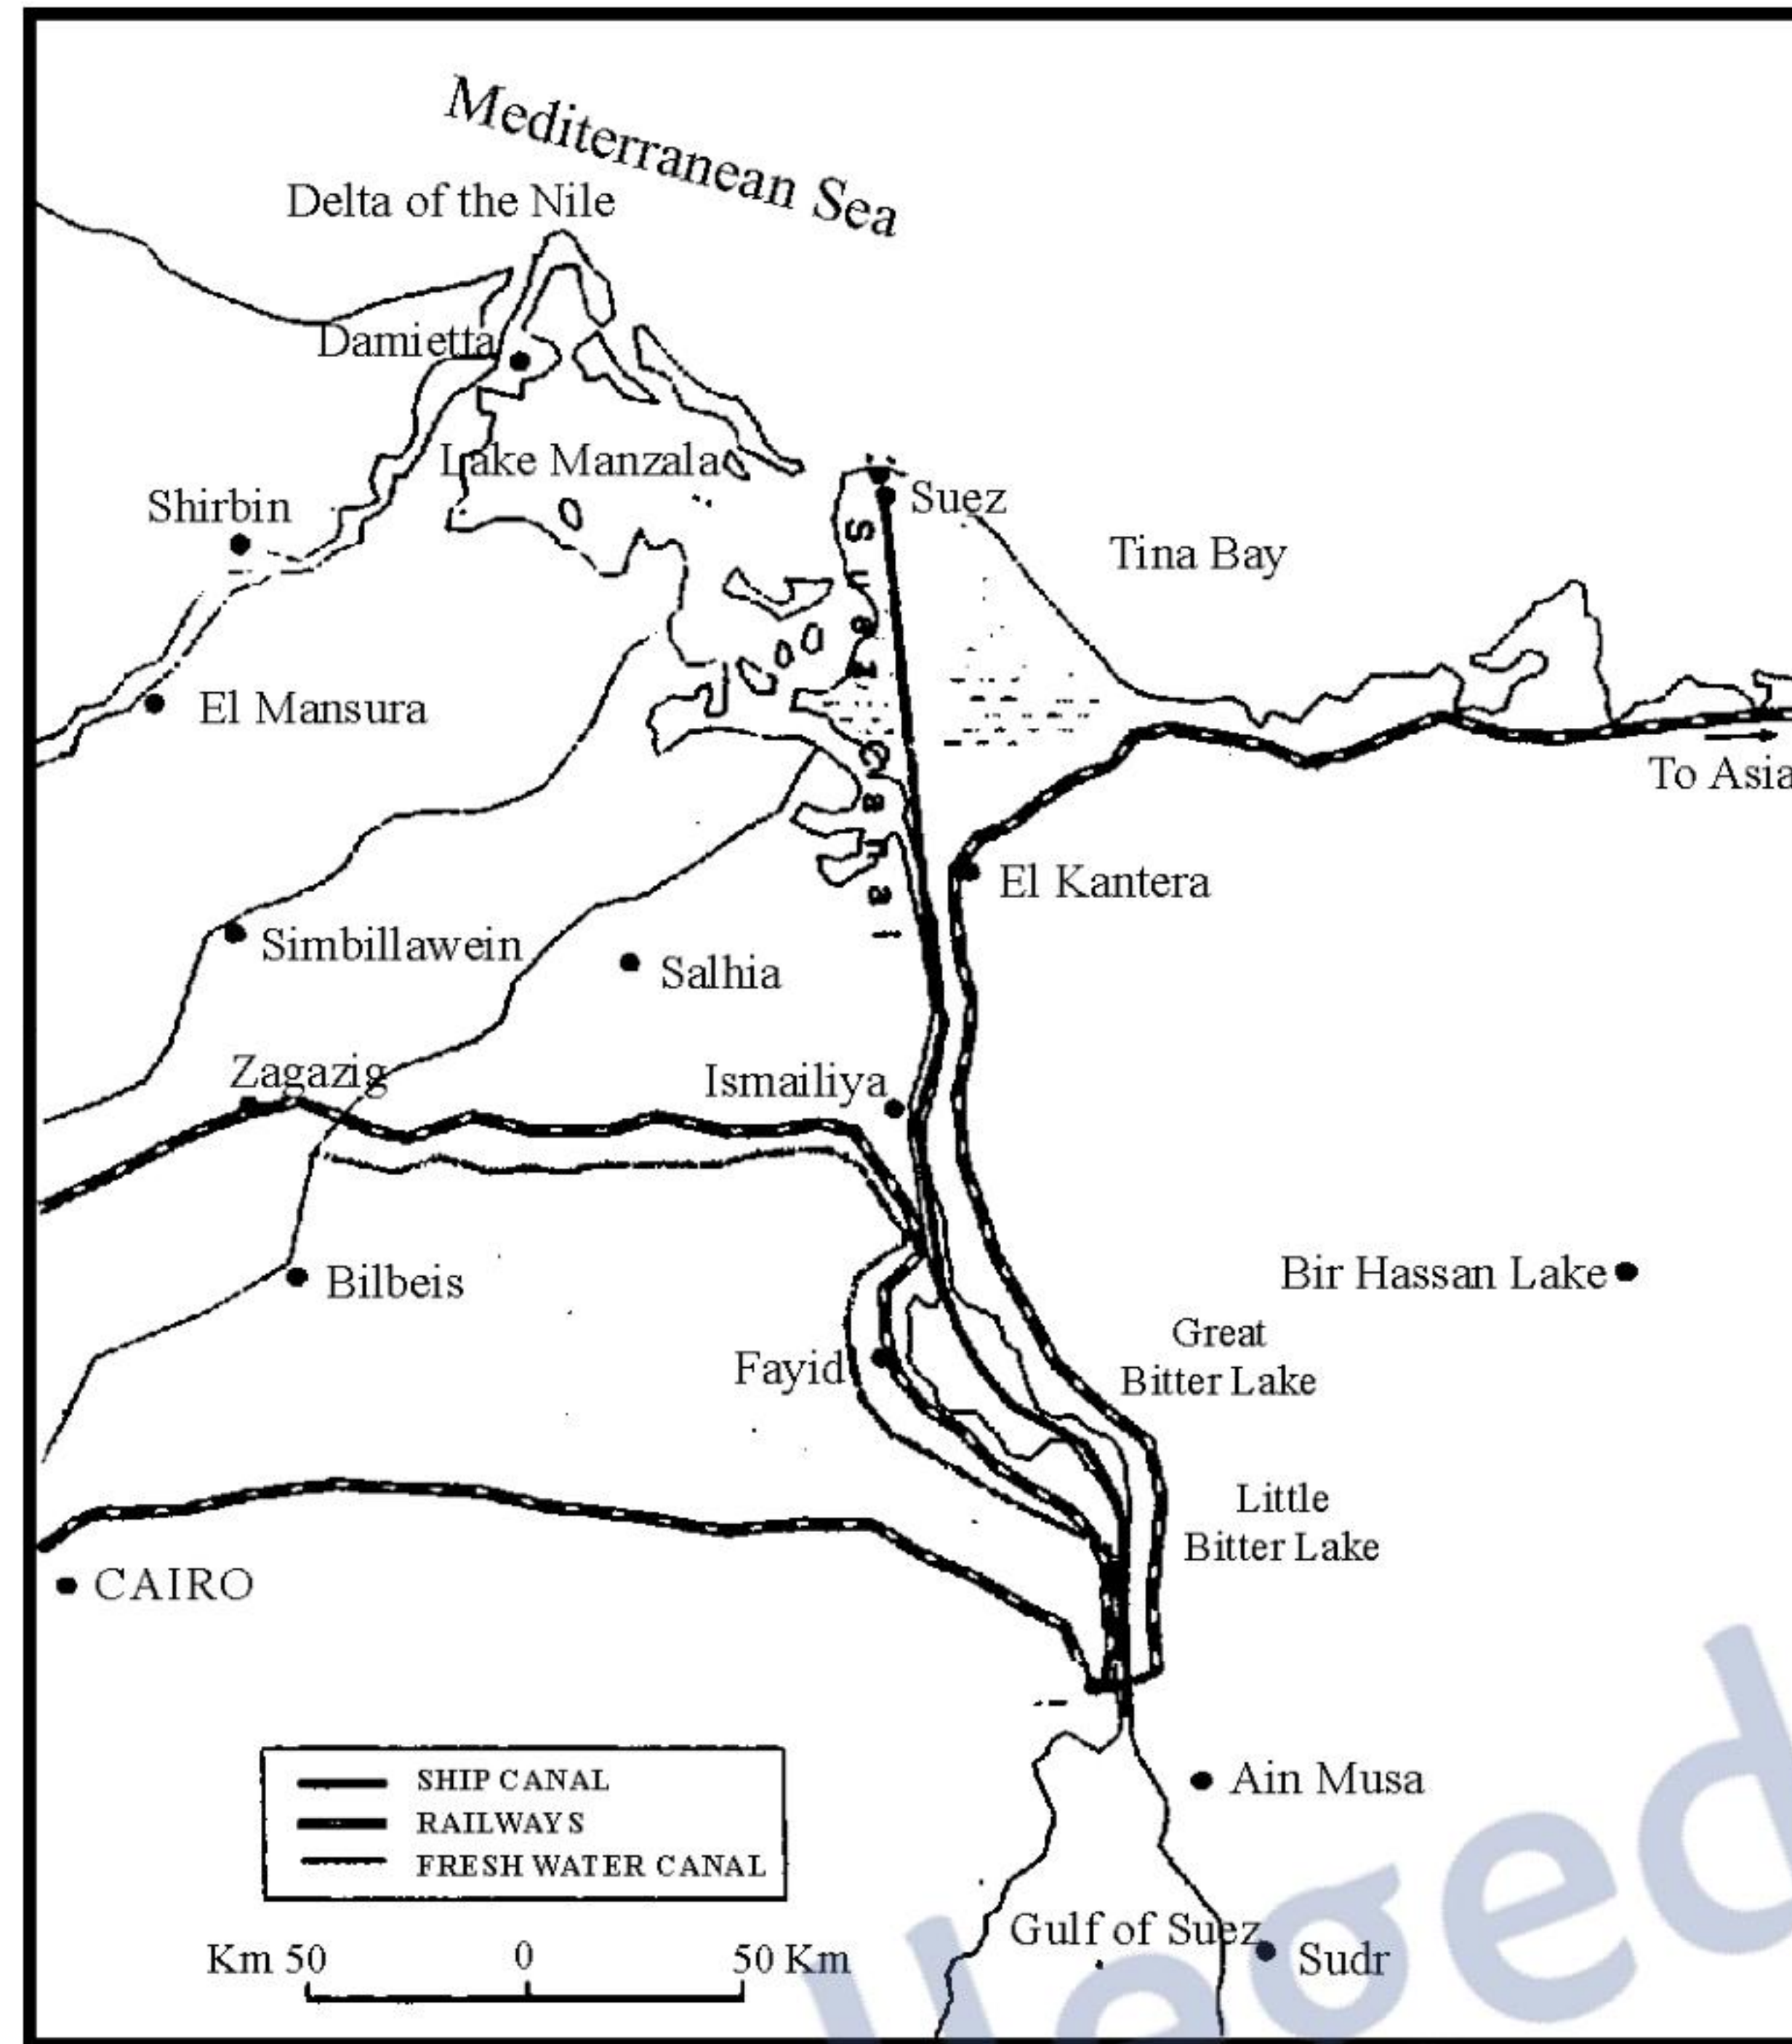 Mediterranean Sea
Delta of the Nile
Damietta
Lake Manzala
Shirbin
Suez
Tina Bay
Suez Canal
El Mansura
To Asia
El Kantera
Simbillawein
Salhia
Zagazig
Ismailiya
Bir Hassan Lake
Bilbeis
Great
Bitter Lake
Fayid
Little
Bitter Lake
CAIRO
SHIP CANAL
RAILWAYS
FRESH WATER CANAL
Ain Musa
Gulf of Suez
Sudr
Km 50 0 50 Km